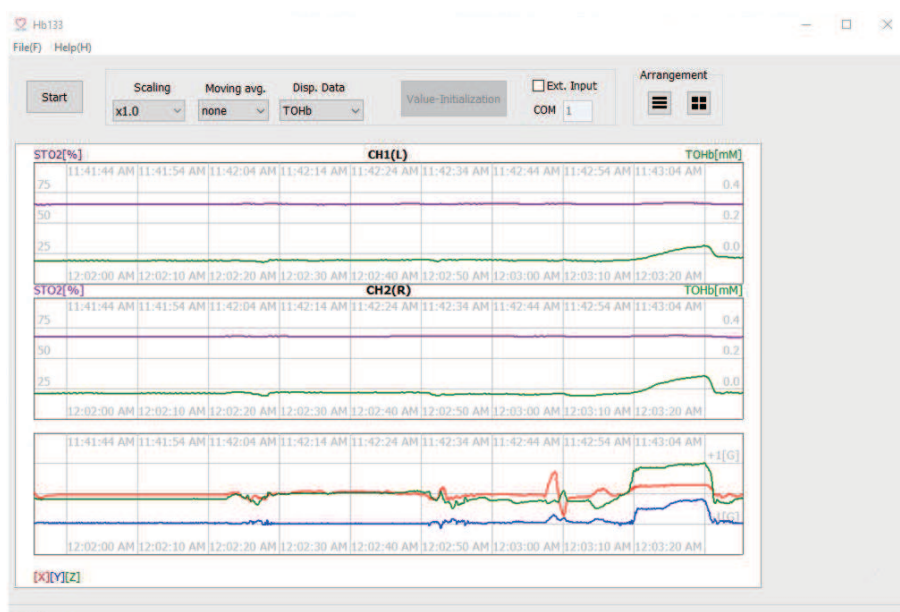 Hb133
File(F) Help(H)
Start
Scaling
x1.0
Moving avg.
none
Disp. Data
TOHb
Value-Initialization
Ext. Input
COM 1
Arrangement
STO2[%] CH1(L) TOHb[mM]
11:41:44 AM 11:41:54 AM 11:42:04 AM 11:42:14 AM 11:42:24 AM 11:42:34 AM 11:42:44 AM 11:42:54 AM 11:43:04 AM
75 0.4
50 0.2
25 0.0
12:02:00 AM 12:02:10 AM 12:02:20 AM 12:02:30 AM 12:02:40 AM 12:02:50 AM 12:03:00 AM 12:03:10 AM 12:03:20 AM
STO2[%] CH2(R) TOHb[mM]
11:41:44 AM 11:41:54 AM 11:42:04 AM 11:42:14 AM 11:42:24 AM 11:42:34 AM 11:42:44 AM 11:42:54 AM 11:43:04 AM
75 0.4
50 0.2
25 0.0
12:02:00 AM 12:02:10 AM 12:02:20 AM 12:02:30 AM 12:02:40 AM 12:02:50 AM 12:03:00 AM 12:03:10 AM 12:03:20 AM
11:41:44 AM 11:41:54 AM 11:42:04 AM 11:42:14 AM 11:42:24 AM 11:42:34 AM 11:42:44 AM 11:42:54 AM 11:43:04 AM
+1[G]
12:02:00 AM 12:02:10 AM 12:02:20 AM 12:02:30 AM 12:02:40 AM 12:02:50 AM 12:03:00 AM 12:03:10 AM 12:03:20 AM
[X][Y][Z]